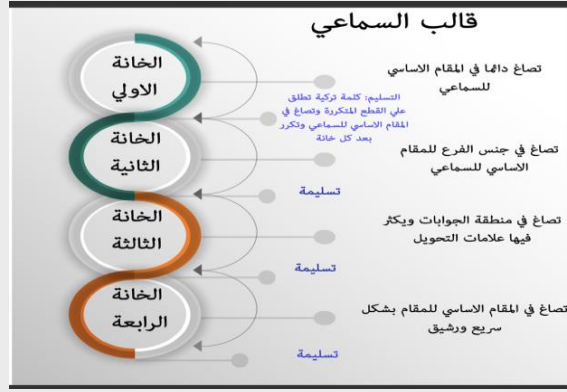 قالب السماعي
الخانة
الاولي
تصاغ دائما في المقام الاساسي
للسماعي
التسليم: كلمة تركية تطلق
علي القطع المتكررة وتصاغ في
المقام الاساسي للسماعي وتكرر
بعد كل خانة
الخانة
الثانية
تصاغ في جنس الفرع للمقام
الاساسي للسماعي
تسليمة
الخانة
الثالثة
تصاغ في منطقة الجوابات ويكثر
فيها علامات التحويل
تسليمة
الخانة
الرابعة
تصاغ في المقام الاساسي للمقام بشكل
سريع ورشيق
تسليمة